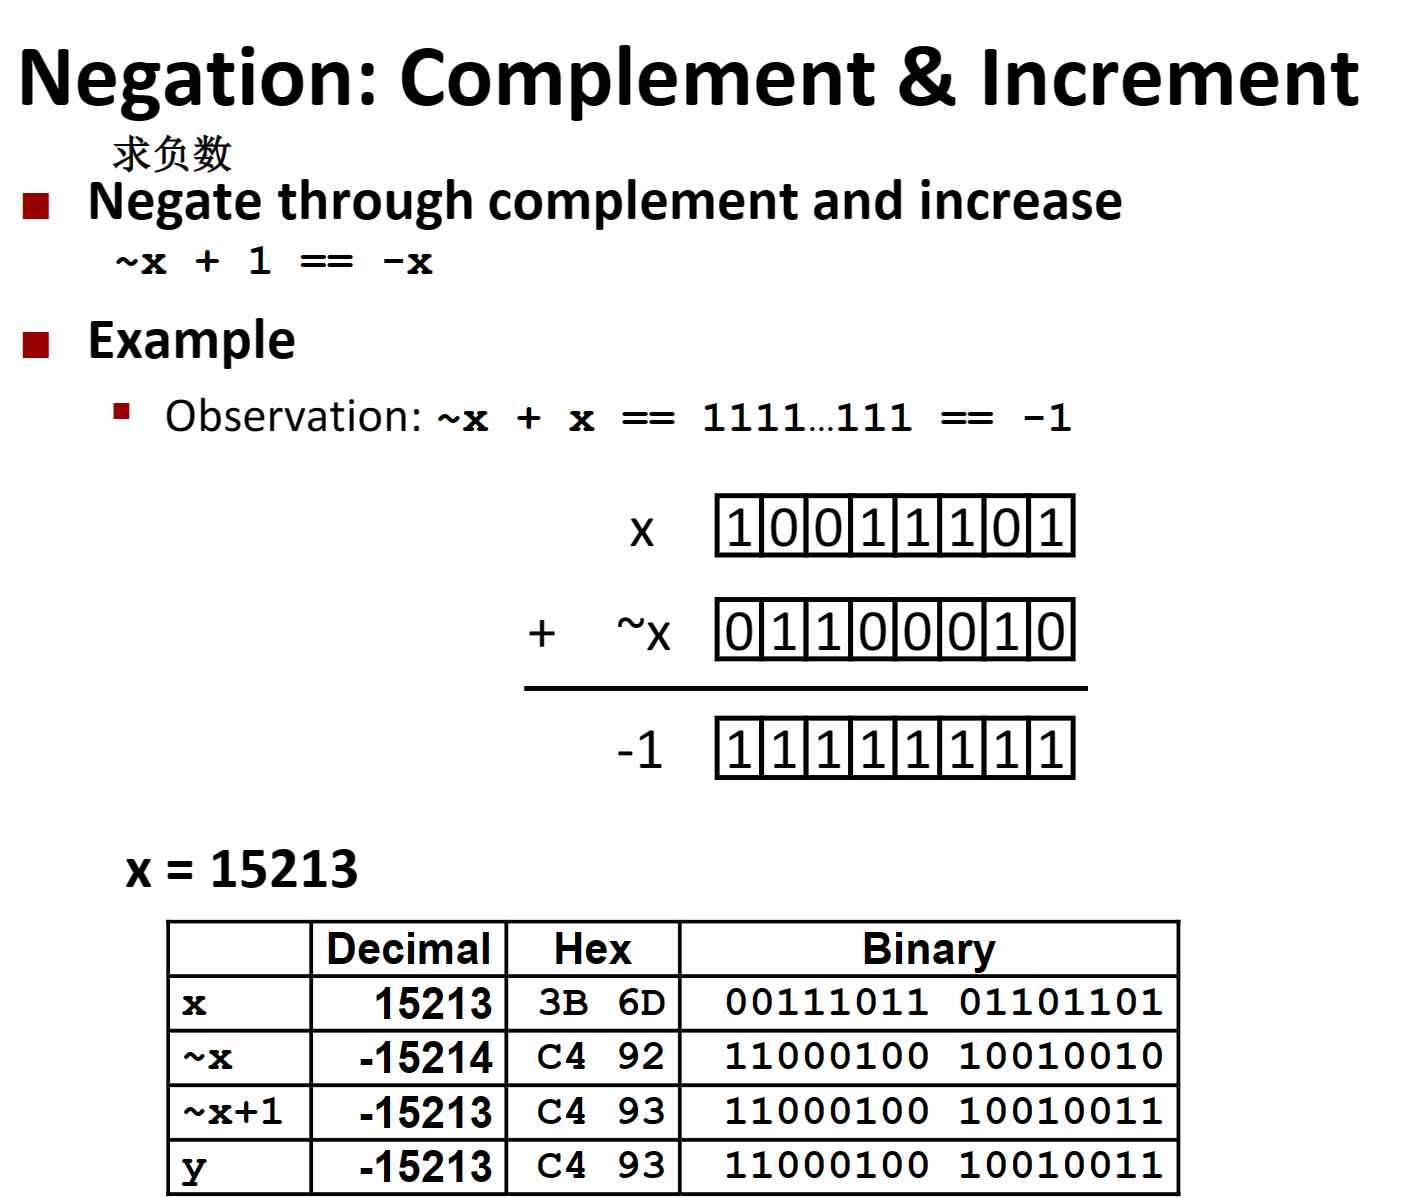 Negation: Complement & Increment
求负数
Negate through complement and increase
~x + 1 == -x
Example
Observation: ~x + x == 1111…111 == -1
x 1 0 0 1 1 1 0 1
+ ~x 0 1 1 0 0 0 1 0
-1 1 1 1 1 1 1 1 1
x = 15213
Decimal Hex Binary
x 15213 3B 6D 00111011 01101101
~x -15214 C4 92 11000100 10010010
~x+1 -15213 C4 93 11000100 10010011
y -15213 C4 93 11000100 10010011